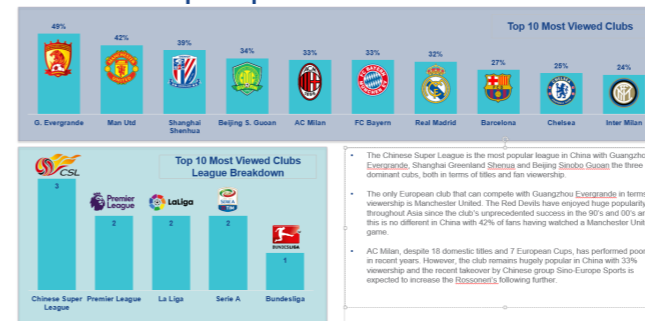 Top 10 Most Viewed Clubs
49%
42%
39%
34%
33%
33%
32%
27%
25%
24%
G. Evergrande
Man Utd
Shanghai
Shenhua
Beijing S. Guoan
AC Milan
FC Bayern
Real Madrid
Barcelona
Chelsea
Inter Milan
Top 10 Most Viewed Clubs
League Breakdown
CSL
3
Premier
League
2
LaLiga
2
SERIE A
TIM
2
BUNDESLIGA
1
Chinese Super
League
Premier League
La Liga
Serie A
Bundesliga
• The Chinese Super League is the most popular league in China with Guangzho
Evergrande, Shanghai Greenland Shenua and Beijing Sinobo Guoan the three
dominant cubs, both in terms of titles and fan viewership.
• The only European club that can compete with Guangzhou Evergrande in terms
viewership is Manchester United. The Red Devils have enjoyed huge popularity
throughout Asia since the club's unprecedented success in the 90's and 00's an
this is no different in China with 42% of fans having watched a Manchester Unit
game.
• AC Milan, despite 18 domestic titles and 7 European Cups, has performed poor
in recent years. However, the club remains hugely popular in China with 33%
viewership and the recent takeover by Chinese group Sino-Europe Sports is
expected to increase the Rossoneri's following further.